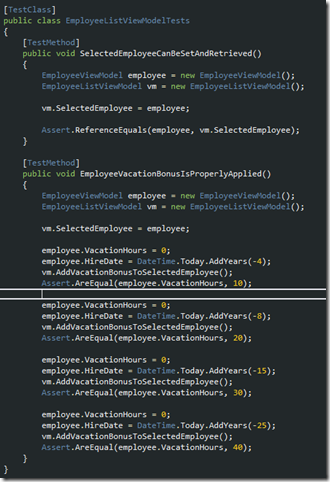 [TestClass]
public class EmployeeListViewModelTests
{
[TestMethod]
public void SelectedEmployeeCanBeSetAndRetrieved()
{
EmployeeViewModel employee = new EmployeeViewModel();
EmployeeListViewModel vm = new EmployeeListViewModel();
vm.SelectedEmployee = employee;
Assert.ReferenceEquals(employee, vm.SelectedEmployee);
}
[TestMethod]
public void EmployeeVacationBonusIsProperlyApplied()
{
EmployeeViewModel employee = new EmployeeViewModel();
EmployeeListViewModel vm = new EmployeeListViewModel();
vm.SelectedEmployee = employee;
employee.VacationHours = 0;
employee.HireDate = DateTime.Today.AddYears(-4);
vm.AddVacationBonusToSelectedEmployee();
Assert.AreEqual(employee.VacationHours, 10);
employee.VacationHours = 0;
employee.HireDate = DateTime.Today.AddYears(-8);
vm.AddVacationBonusToSelectedEmployee();
Assert.AreEqual(employee.VacationHours, 20);
employee.VacationHours = 0;
employee.HireDate = DateTime.Today.AddYears(-15);
vm.AddVacationBonusToSelectedEmployee();
Assert.AreEqual(employee.VacationHours, 30);
employee.VacationHours = 0;
employee.HireDate = DateTime.Today.AddYears(-25);
vm.AddVacationBonusToSelectedEmployee();
Assert.AreEqual(employee.VacationHours, 40);
}
}